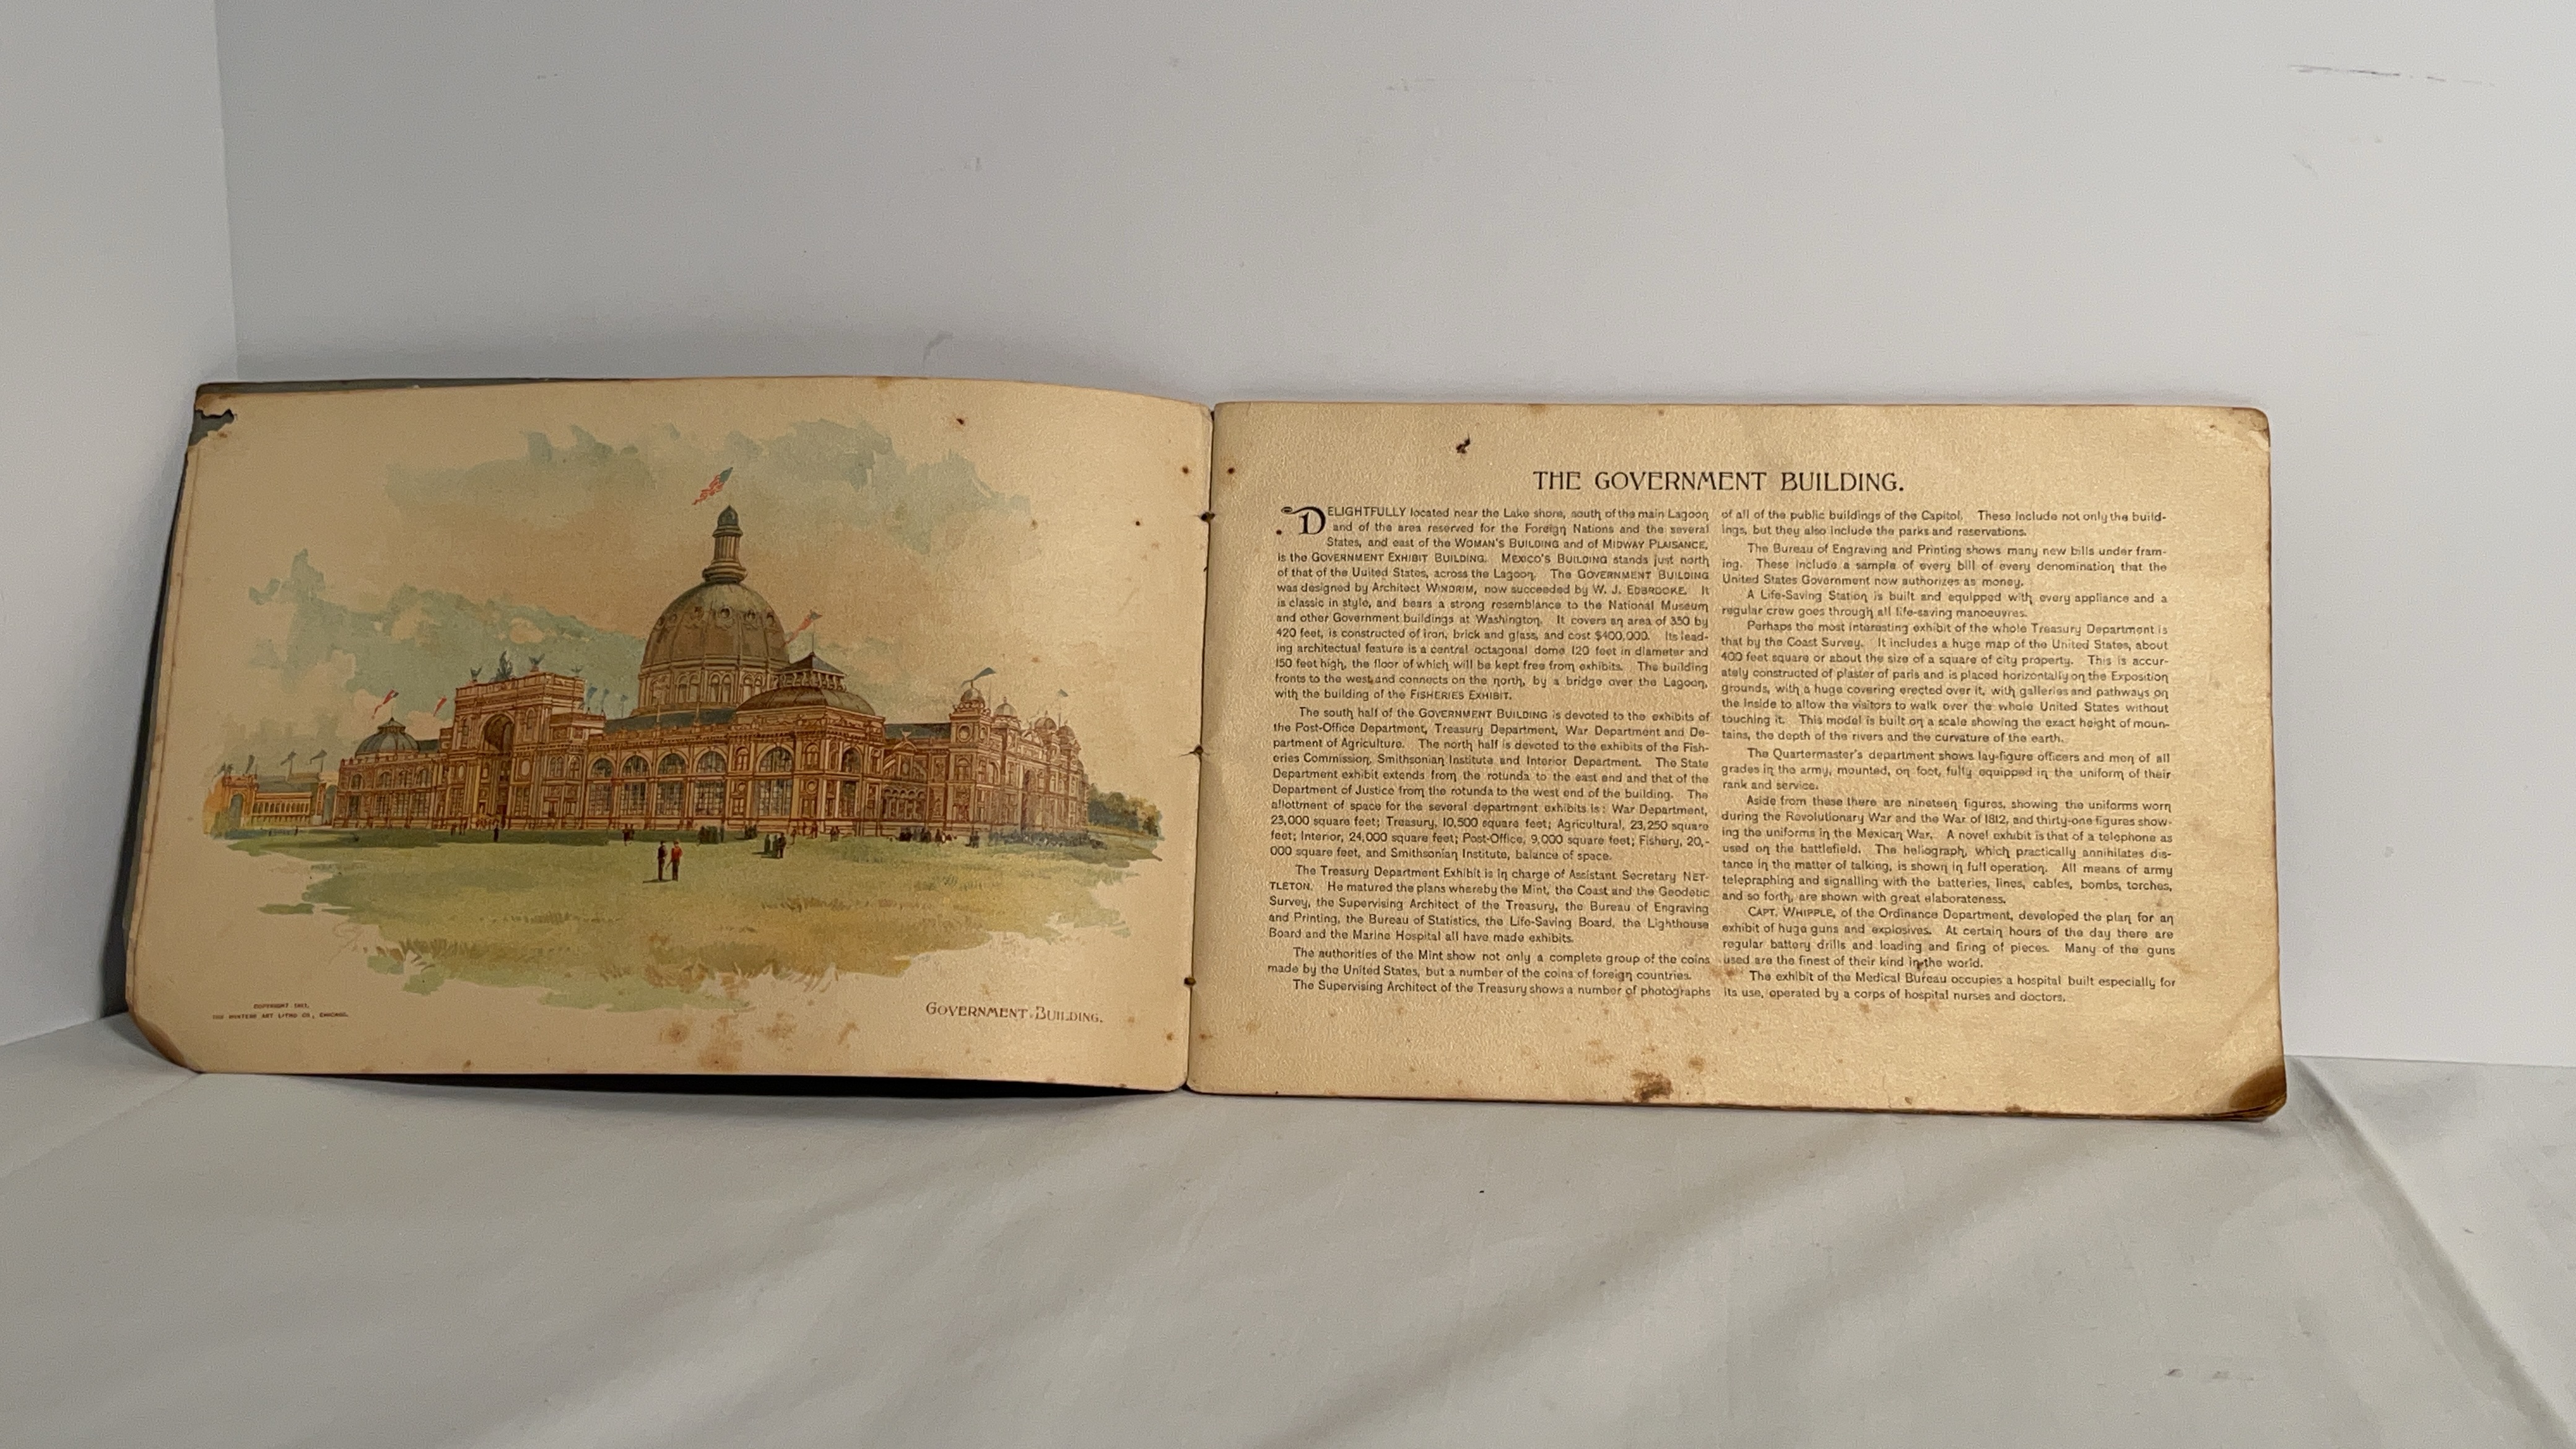 COPYRIGHT 1891,
THE WINTERS ART LITHO CO., CHICAGO.
GOVERNMENT BUILDING.
THE GOVERNMENT BUILDING.
DELIGHTFULLY located near the Lake shore, south of the main Lagoon
and of the area reserved for the Foreign Nations and the several
States, and east of the WOMAN'S BUILDING and of MIDWAY PLAISANCE,
is the GOVERNMENT EXHIBIT BUILDING. MEXICO'S BUILDING stands just north
of that of the Uuited States, across the Lagoon. The GOVERNMENT BUILDING
was designed by Architect WINDRIM, now succeeded by W. J. EDBROOKE. It
is classic in style, and bears a strong resemblance to the National Museum
and other Government buildings at Washington. It covers an area of 350 by
420 feet, is constructed of iron, brick and glass, and cost $400,000. Its lead-
ing architectual feature is a central octagonal dome 120 feet in diameter and
150 feet high, the floor of which will be kept free from exhibits. The building
fronts to the west and connects on the north, by a bridge over the Lagoon,
with the building of the FISHERIES EXHIBIT.
The south half of the GOVERNMENT BUILDING is devoted to the exhibits of
the Post-Office Department, Treasury Department, War Department and De-
partment of Agriculture. The north half is devoted to the exhibits of the Fish-
eries Commission, Smithsonian Institute and Interior Department. The State
Department exhibit extends from the rotunda to the east end and that of the
Department of Justice from the rotunda to the west end of the building. The
allottment of space for the several department exhibits is: War Department,
23,000 square feet; Treasury, 10,500 square feet; Agricultural, 23,250 square
feet; Interior, 24,000 square feet; Post-Office, 9,000 square feet; Fishery, 20,-
000 square feet, and Smithsonian Institute, balance of space.
The Treasury Department Exhibit is in charge of Assistant Secretary NET-
TLETON. He matured the plans whereby the Mint, the Coast and the Geodetic
Survey, the Supervising Architect of the Treasury, the Bureau of Engraving
and Printing, the Bureau of Statistics, the Life-Saving Board, the Lighthouse
Board and the Marine Hospital all have made exhibits.
The authorities of the Mint show not only a complete group of the coins
made by the United States, but a number of the coins of foreign countries.
The Supervising Architect of the Treasury shows a number of photographs
of all of the public buildings of the Capitol. These include not only the build-
ings, but they also include the parks and reservations.
The Bureau of Engraving and Printing shows many new bills under fram-
ing. These include a sample of every bill of every denomination that the
United States Government now authorizes as money.
A Life-Saving Station is built and equipped with every appliance and a
regular crew goes through all life-saving manoeuvres.
Perhaps the most interesting exhibit of the whole Treasury Department is
that by the Coast Survey. It includes a huge map of the United States, about
400 feet square or about the size of a square of city property. This is accur-
ately constructed of plaster of paris and is placed horizontally on the Exposition
grounds, with a huge covering erected over it, with galleries and pathways on
the inside to allow the visitors to walk over the whole United States without
touching it. This model is built on a scale showing the exact height of moun-
tains, the depth of the rivers and the curvature of the earth.
The Quartermaster's department shows lay-figure officers and men of all
grades in the army, mounted, on foot, fully equipped in the uniform of their
rank and service.
Aside from these there are nineteen figures, showing the uniforms worn
during the Revolutionary War and the War of 1812, and thirty-one figures show-
ing the uniforms in the Mexican War. A novel exhibit is that of a telephone as
used on the battlefield. The heliograph, which practically annihilates dis-
tance in the matter of talking, is shown in full operation. All means of army
telepraphing and signalling with the batteries, lines, cables, bombs, torches,
and so forth, are shown with great elaborateness.
CAPT. WHIPPLE, of the Ordinance Department, developed the plan for an
exhibit of huge guns and explosives. At certain hours of the day there are
regular battery drills and loading and firing of pieces. Many of the guns
used are the finest of their kind in the world.
The exhibit of the Medical Bureau occupies a hospital built especially for
its use, operated by a corps of hospital nurses and doctors.